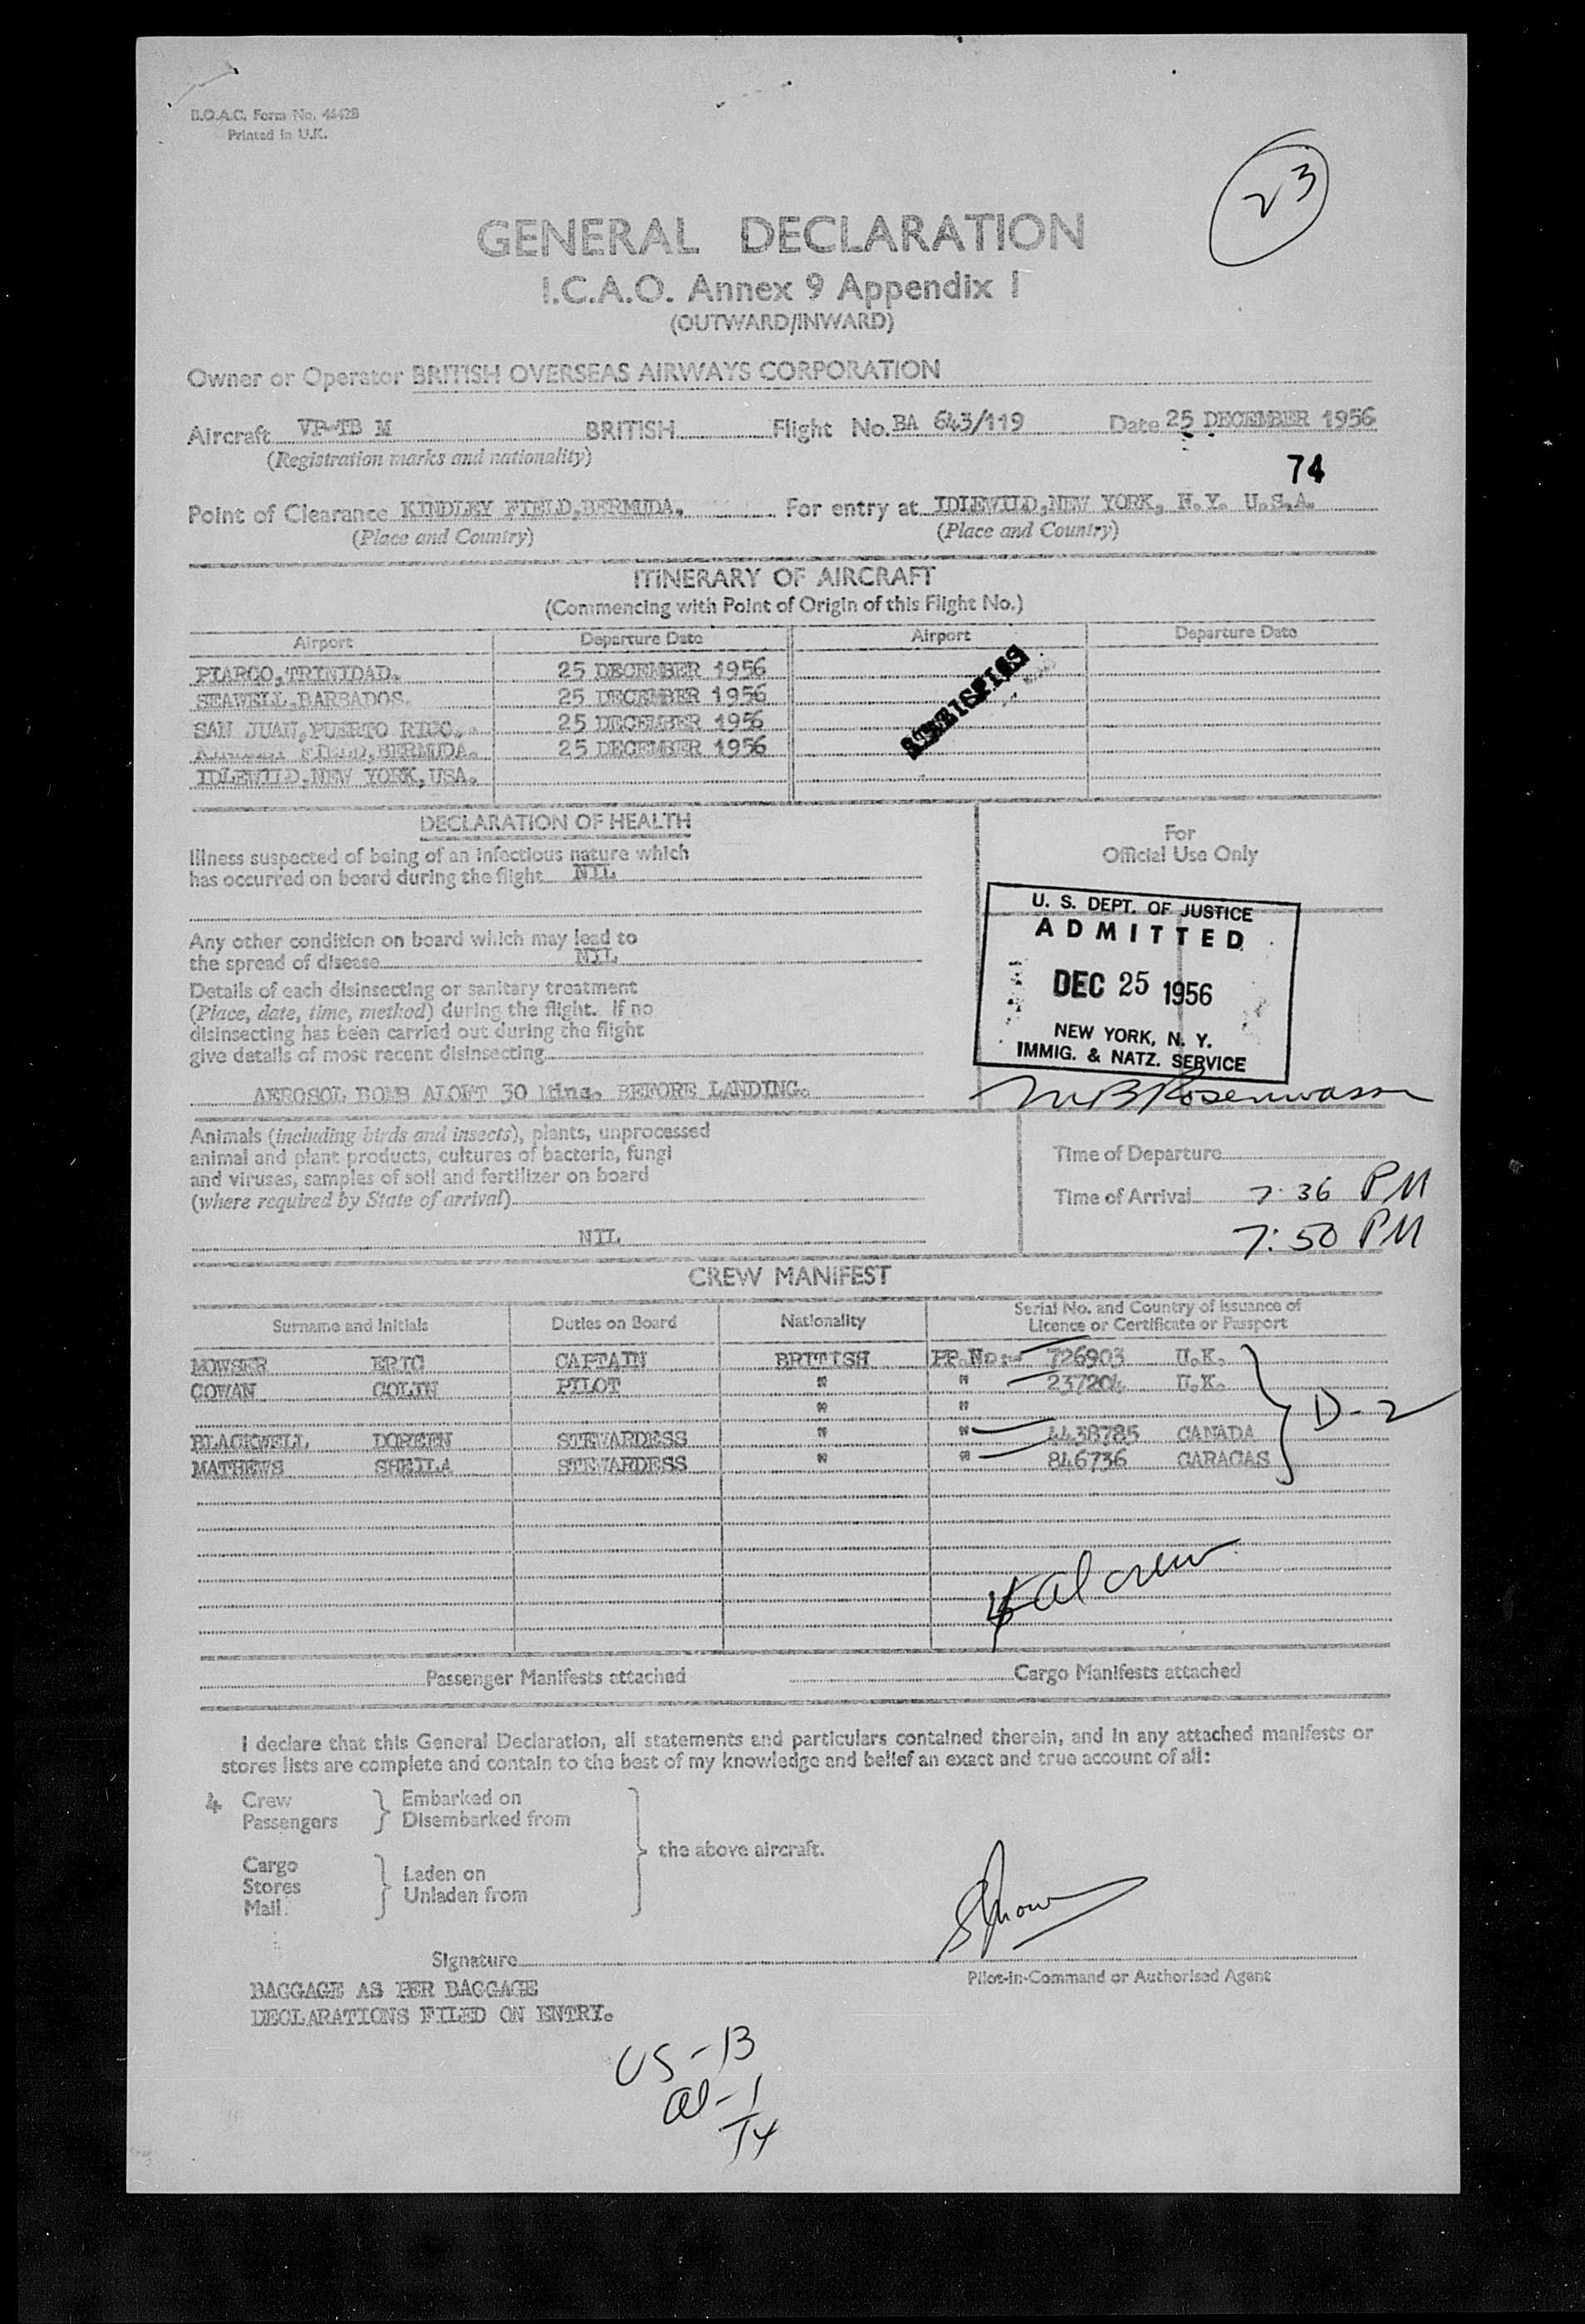 B.O.A.C. Form No. 4642B
Printed in U.K.
23
GENERAL DECLARATION
I.C.A.O. Annex 9 Appendix I
(OUTWARD/INWARD)
Owner or Operator BRITISH OVERSEAS AIRWAYS CORPORATION
Aircraft VP-TB M BRITISH Flight No. BA 643/119 Date 25 DECEMBER 1956
(Registration marks and nationality)
74
Point of Clearance KINDLEY FIELD, BERMUDA. For entry at IDLEWILD, NEW YORK, N.Y. U.S.A.
(Place and Country) (Place and Country)
ITINERARY OF AIRCRAFT
(Commencing with Point of Origin of this Flight No.)
Airport Departure Date Airport Departure Date
PIARCO, TRINIDAD. 25 DECEMBER 1956
SEAWELL, BARBADOS. 25 DECEMBER 1956
SAN JUAN, PUERTO RICO. 25 DECEMBER 1956
FIELD, BERMUDA. 25 DECEMBER 1956
IDLEWILD, NEW YORK, USA.
DECLARATION OF HEALTH
Illness suspected of being of an infectious nature which
has occurred on board during the flight NIL
Any other condition on board which may lead to
the spread of disease NIL
Details of each disinsecting or sanitary treatment
(Place, date, time, method) during the flight. If no
disinsecting has been carried out during the flight
give details of most recent disinsecting
AEROSOL BOMB ALOFT 30 Mins. BEFORE LANDING.
For
Official Use Only
U. S. DEPT. OF JUSTICE
ADMITTED
DEC 25 1956
NEW YORK, N. Y.
IMMIG. & NATZ. SERVICE
Animals (including birds and insects), plants, unprocessed
animal and plant products, cultures of bacteria, fungi
and viruses, samples of soil and fertilizer on board
(where required by State of arrival)
NIL
Time of Departure
Time of Arrival 7:36 PM
7:50 PM
CREW MANIFEST
Surname and Initials Duties on Board Nationality Serial No. and Country of Issuance of
Licence or Certificate or Passport
MOWSER ERIC CAPTAIN BRITISH PP.No:- 726903 U.K.
COWAN COLIN PILOT " " 237204 U.K.
" "
BLACKWELL DOREEN STEWARDESS " " 4438785 CANADA
MATHEWS SHEILA STEWARDESS " " 846736 CARACAS
D-2
al crew
Passenger Manifests attached Cargo Manifests attached
I declare that this General Declaration, all statements and particulars contained therein, and in any attached manifests or
stores lists are complete and contain to the best of my knowledge and belief an exact and true account of all:
4 Crew Embarked on
Passengers Disembarked from
the above aircraft.
Cargo Laden on
Stores Unladen from
Mail
Signature
Pilot-in-Command or Authorised Agent
BAGGAGE AS PER BAGGAGE
DECLARATIONS FILED ON ENTRY.
US-13
al-1
14